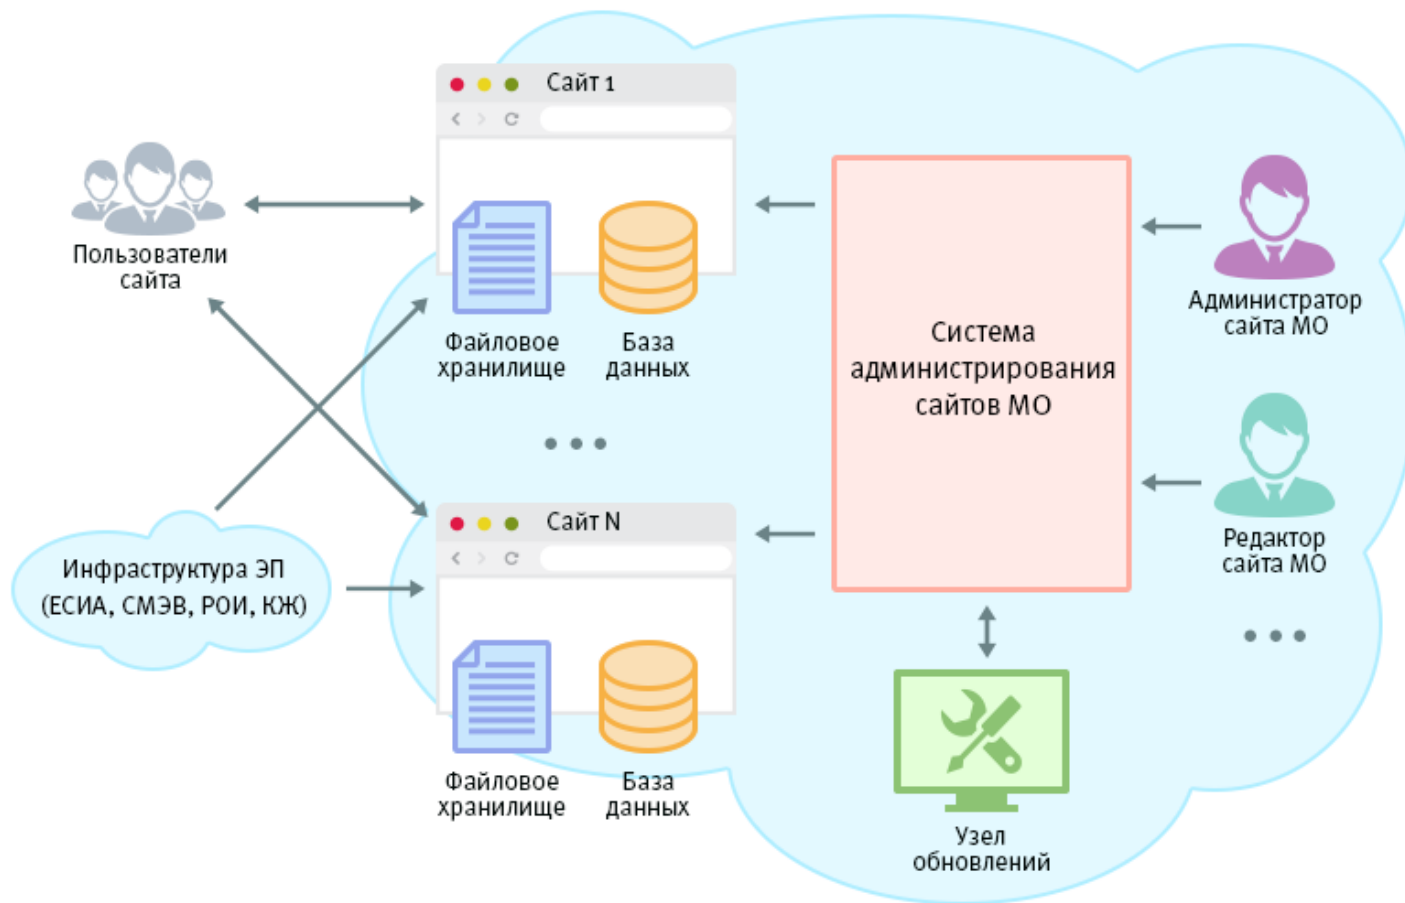 Сайт 1
Пользователи
сайта
Файловое
хранилище
База
данных
Система
администрирования
сайтов МО
Администратор
сайта МО
Сайт N
Редактор
сайта МО
Инфраструктура ЭП
(ЕСИА, СМЭВ, РОИ, КЖ)
Файловое
хранилище
База
данных
Узел
обновлений